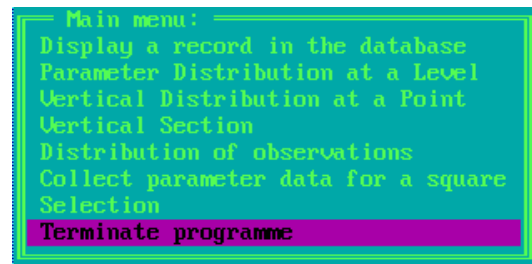 Main menu:
Display a record in the database
Parameter Distribution at a Level
Vertical Distribution at a Point
Vertical Section
Distribution of observations
Collect parameter data for a square
Selection
Terminate programme